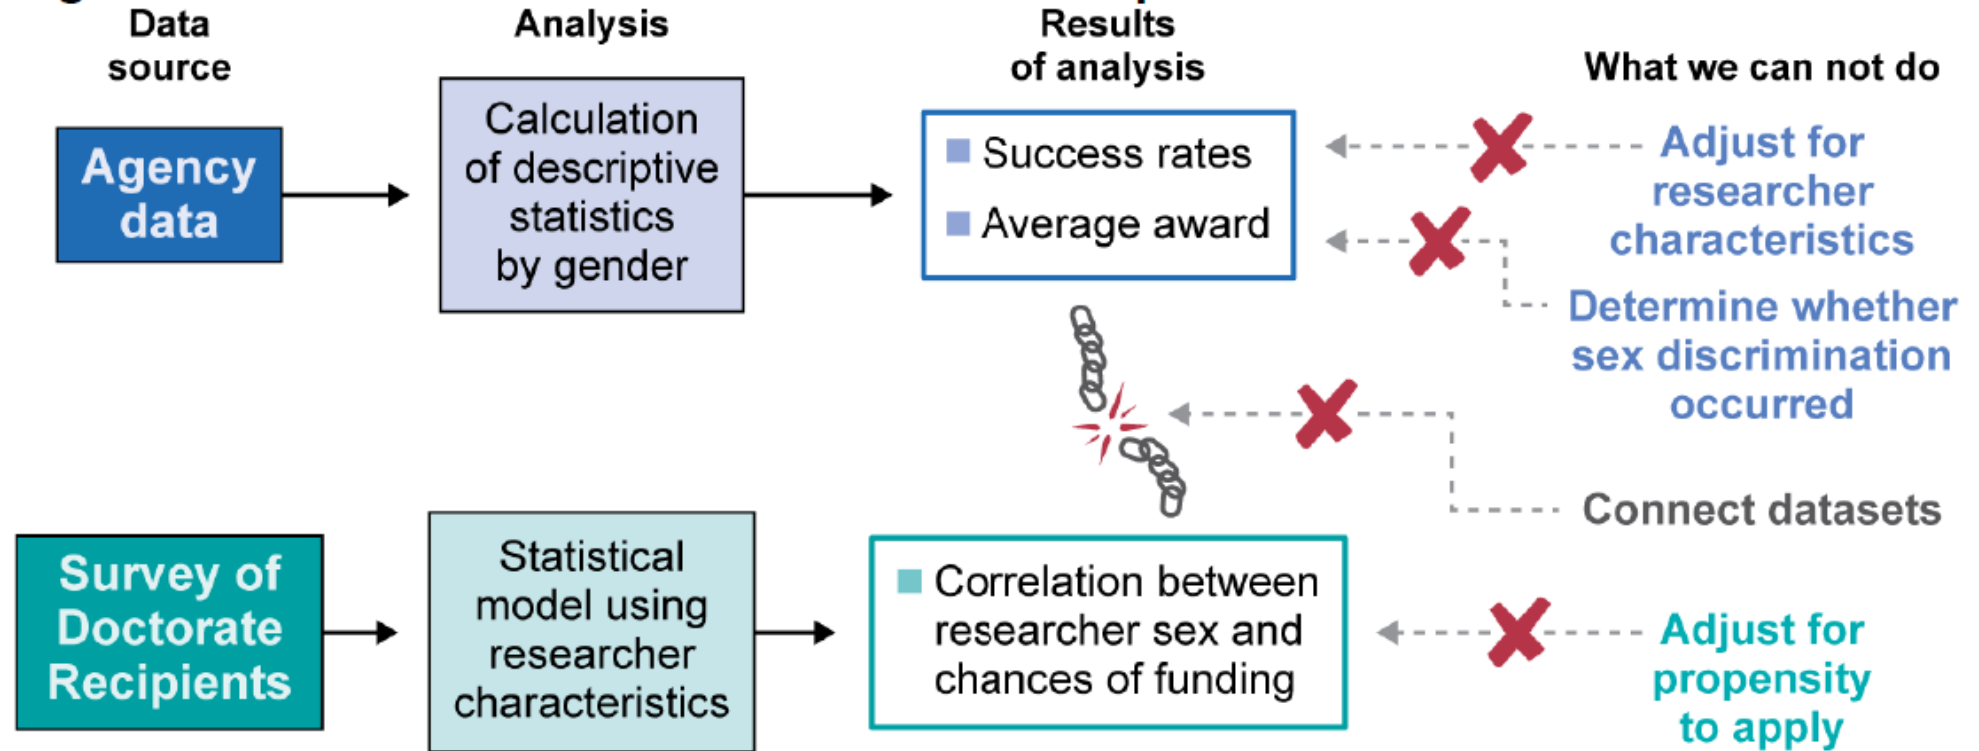 Data
source
Analysis
Results
of analysis
What we can not do
Agency
data
Calculation
of descriptive
statistics
by gender
Success rates
Average award
Adjust for
researcher
characteristics
Determine whether
sex discrimination
occurred
Connect datasets
Survey of
Doctorate
Recipients
Statistical
model using
researcher
characteristics
Correlation between
researcher sex and
chances of funding
Adjust for
propensity
to apply